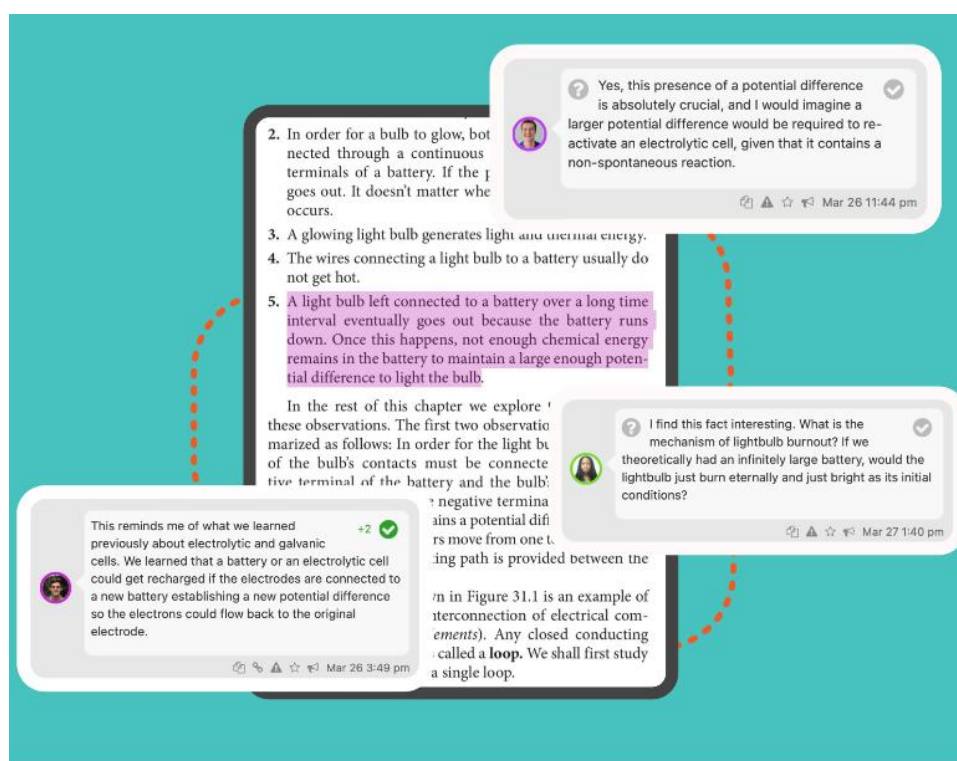 Yes, this presence of a potential difference
is absolutely crucial, and I would imagine a
larger potential difference would be required to re-
activate an electrolytic cell, given that it contains a
non-spontaneous reaction.
Mar 26 11:44 pm
2. In order for a bulb to glow, bot
nected through a continuous
terminals of a battery. If the p
goes out. It doesn't matter whe
occurs.
3. A glowing light bulb generates light and thermal energy.
4. The wires connecting a light bulb to a battery usually do
not get hot.
5. A light bulb left connected to a battery over a long time
interval eventually goes out because the battery runs
down. Once this happens, not enough chemical energy
remains in the battery to maintain a large enough poten-
tial difference to light the bulb.
In the rest of this chapter we explore
these observations. The first two observatio
marized as follows: In order for the light bu
of the bulb's contacts must be connecte
tive terminal of the battery and the bulb'
negative termina
ains a potential diff
rs move from one t
ing path is provided between the
n in Figure 31.1 is an example of
nterconnection of electrical com-
ements). Any closed conducting
called a loop. We shall first study
a single loop.
I find this fact interesting. What is the
mechanism of lightbulb burnout? If we
theoretically had an infinitely large battery, would the
lightbulb just burn eternally and just bright as its initial
conditions?
Mar 27 1:40 pm
This reminds me of what we learned
previously about electrolytic and galvanic
+2
cells. We learned that a battery or an electrolytic cell
could get recharged if the electrodes are connected to
a new battery establishing a new potential difference
so the electrons could flow back to the original
electrode.
Mar 26 3:49 pm